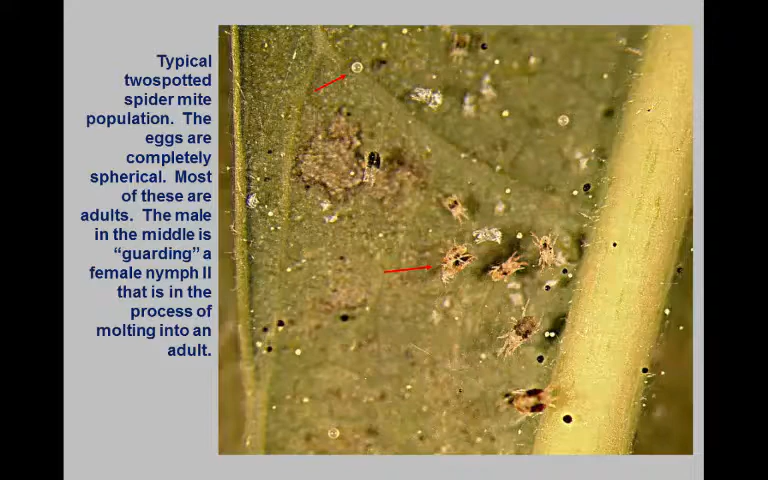 Typical
twospotted
spider mite
population.  The
eggs are
completely
spherical.  Most
of these are
adults.  The male
in the middle is
“guarding” a
female nymph II
that is in the
process of
molting into an
adult.